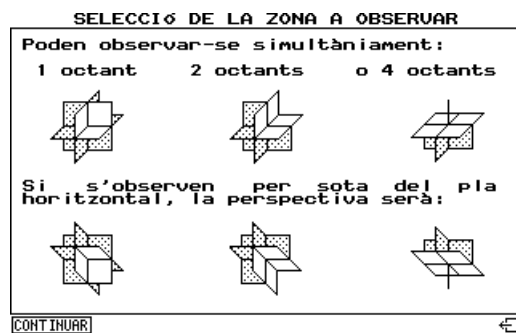 SELECCIó DE LA ZONA A OBSERVAR
Poden observar-se simultàniament:
1 octant 2 octants o 4 octants
Si s'observen per sota del pla
horitzontal, la perspectiva serà:
CONTINUAR